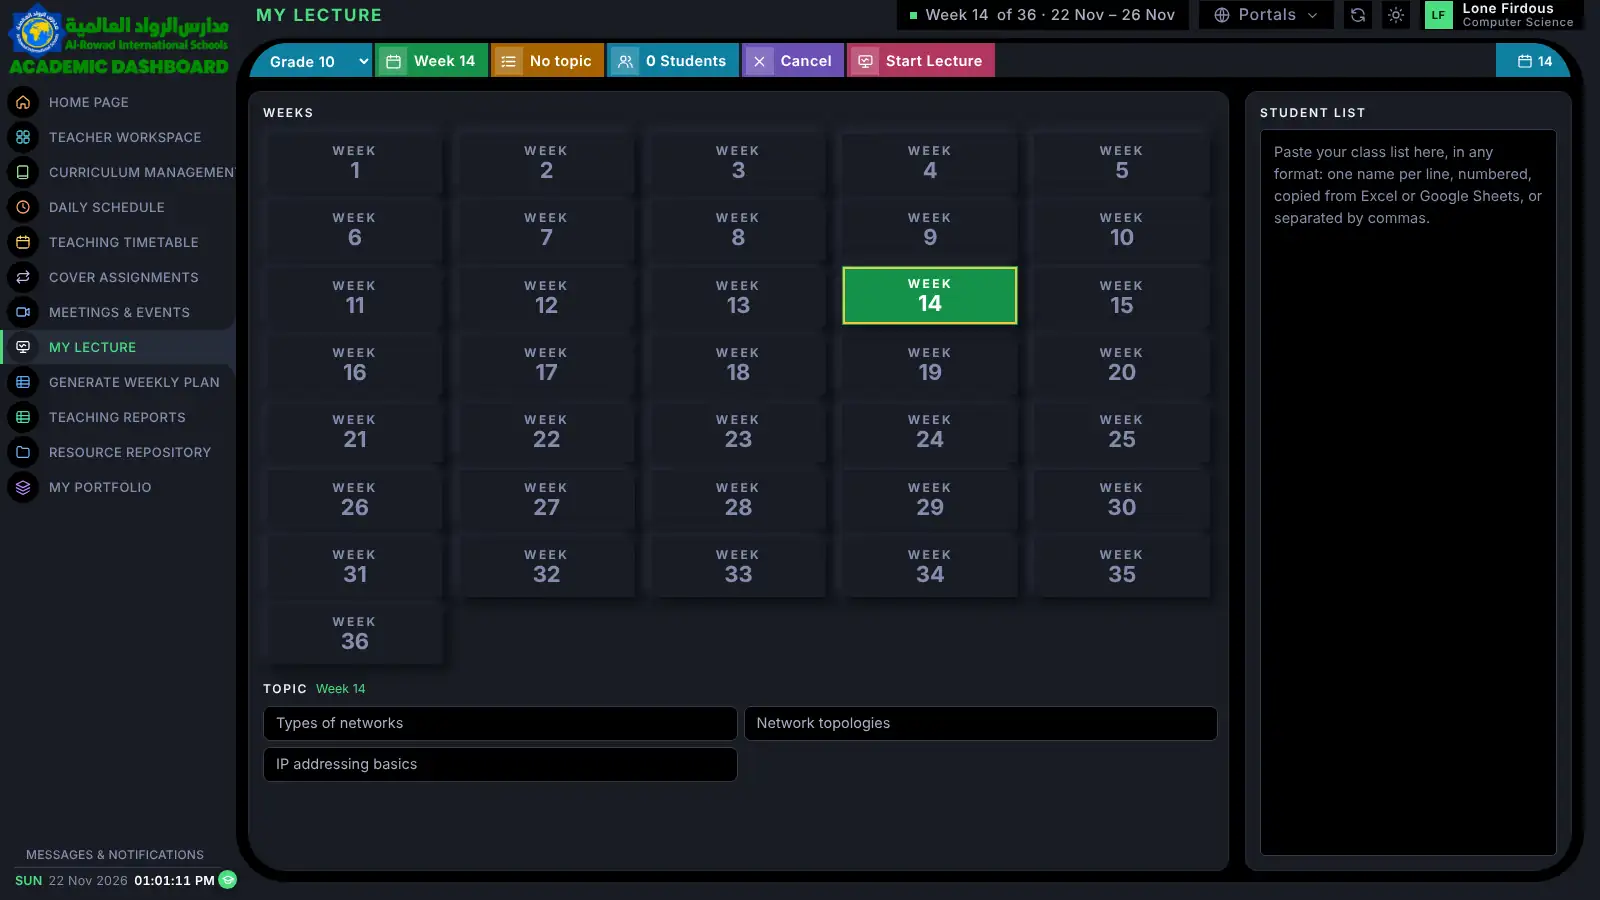 مدارس الرواد العالمية
Al-Rowad International Schools
ACADEMIC DASHBOARD
HOME PAGE
TEACHER WORKSPACE
CURRICULUM MANAGEMEN
DAILY SCHEDULE
TEACHING TIMETABLE
COVER ASSIGNMENTS
MEETINGS & EVENTS
MY LECTURE
GENERATE WEEKLY PLAN
TEACHING REPORTS
RESOURCE REPOSITORY
MY PORTFOLIO
MESSAGES & NOTIFICATIONS
SUN 22 Nov 2026 01:01:11 PM
MY LECTURE
Week 14 of 36 · 22 Nov – 26 Nov
Portals
LF
Lone Firdous
Computer Science
Grade 10
Week 14
No topic
0 Students
Cancel
Start Lecture
14
WEEKS
WEEK
1
WEEK
2
WEEK
3
WEEK
4
WEEK
5
WEEK
6
WEEK
7
WEEK
8
WEEK
9
WEEK
10
WEEK
11
WEEK
12
WEEK
13
WEEK
14
WEEK
15
WEEK
16
WEEK
17
WEEK
18
WEEK
19
WEEK
20
WEEK
21
WEEK
22
WEEK
23
WEEK
24
WEEK
25
WEEK
26
WEEK
27
WEEK
28
WEEK
29
WEEK
30
WEEK
31
WEEK
32
WEEK
33
WEEK
34
WEEK
35
WEEK
36
TOPIC Week 14
Types of networks
Network topologies
IP addressing basics
STUDENT LIST
Paste your class list here, in any
format: one name per line, numbered,
copied from Excel or Google Sheets, or
separated by commas.